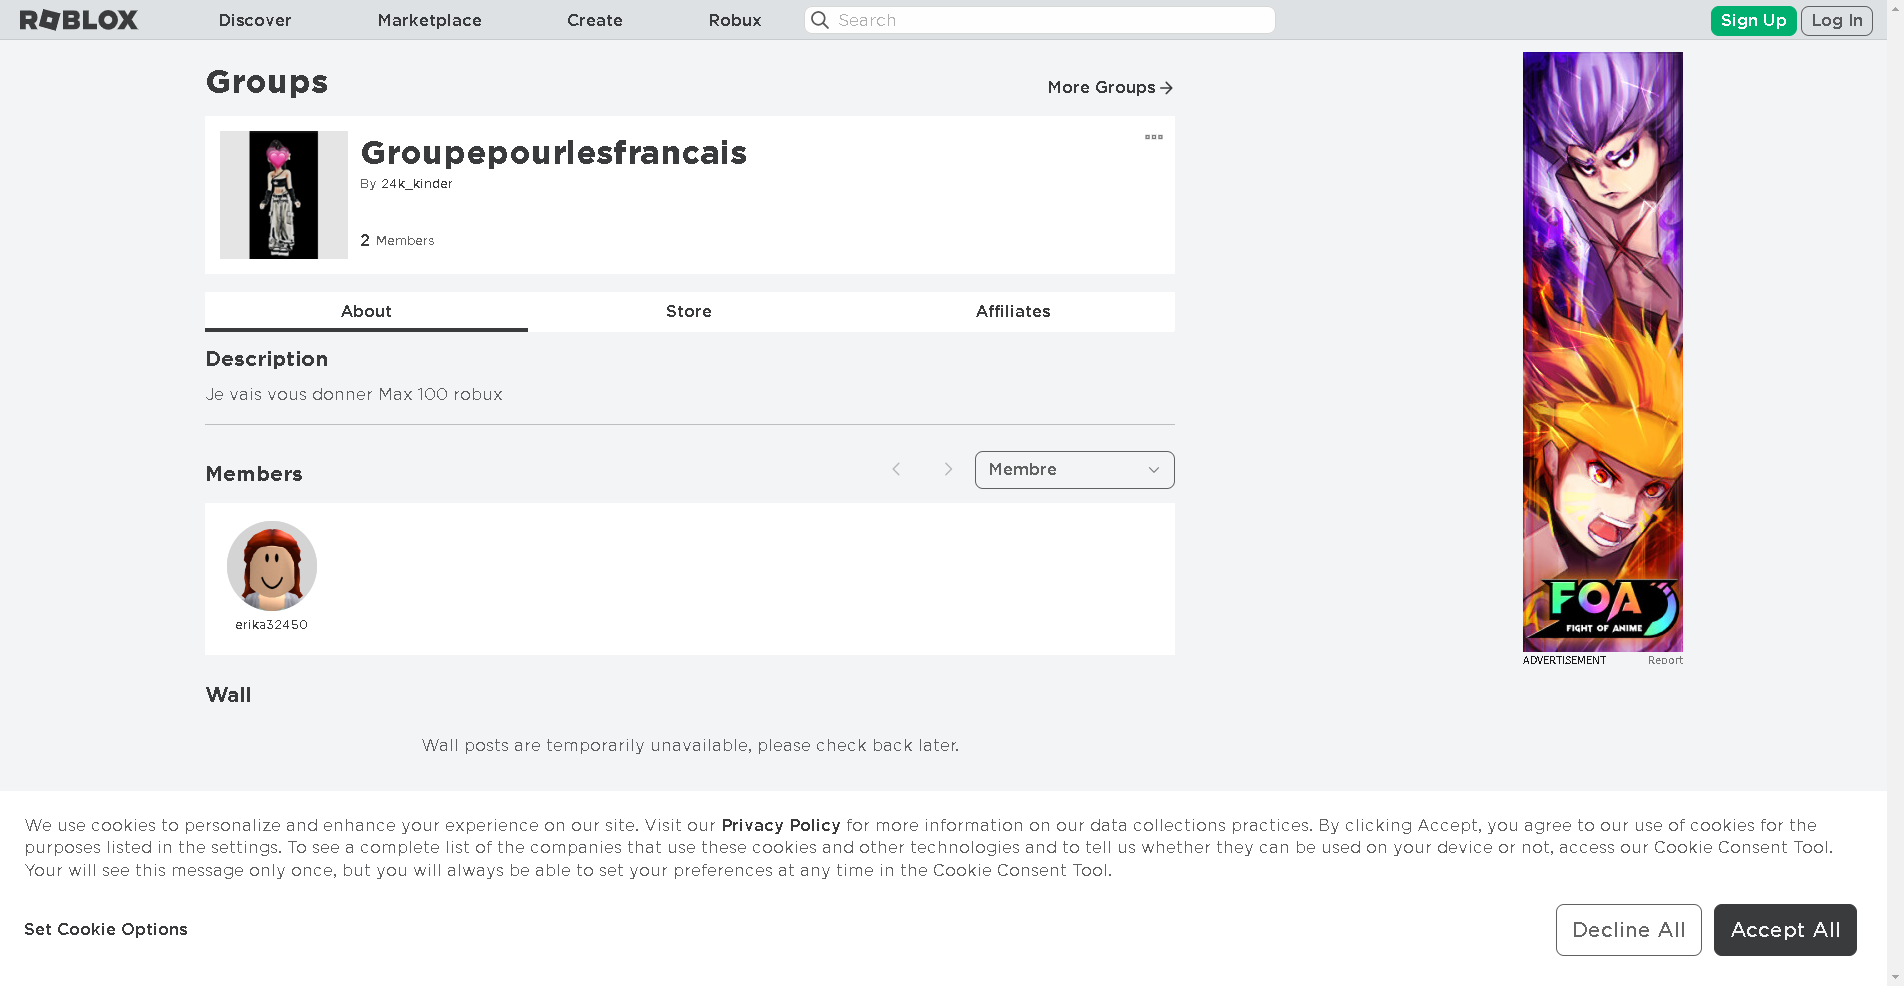 ROBLOX Discover Marketplace Create Robux Search Sign Up Log In
Groups
More Groups
Groupepourlesfrancais
By 24k_kinder
2 Members
About Store Affiliates
Description
Je vais vous donner Max 100 robux
Members
Membre
erika32450
Wall
Wall posts are temporarily unavailable, please check back later.
FOA
FIGHT OF ANIME
ADVERTISEMENT Report
We use cookies to personalize and enhance your experience on our site. Visit our Privacy Policy for more information on our data collections practices. By clicking Accept, you agree to our use of cookies for the
purposes listed in the settings. To see a complete list of the companies that use these cookies and other technologies and to tell us whether they can be used on your device or not, access our Cookie Consent Tool.
Your will see this message only once, but you will always be able to set your preferences at any time in the Cookie Consent Tool.
Set Cookie Options
Decline All Accept All